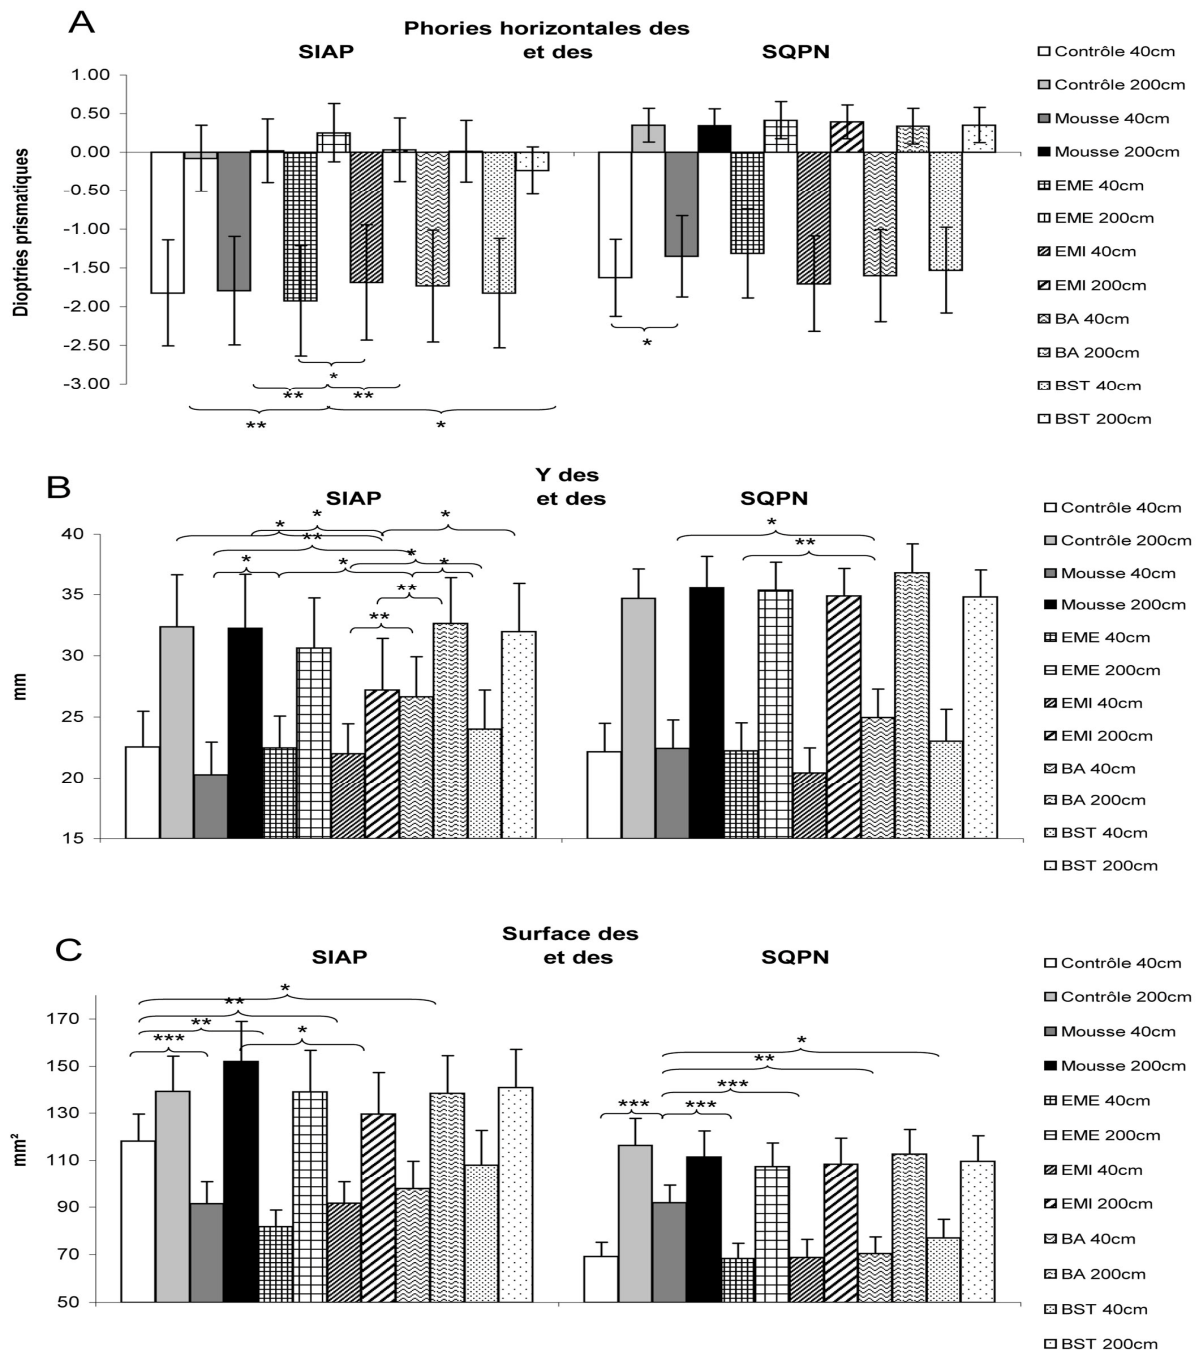 A
Phories horizontales des
SIAP et des SQPN
Dioptries prismatiques
1.00
0.50
0.00
-0.50
-1.00
-1.50
-2.00
-2.50
-3.00
*
*
** **
** *
Contrôle 40cm
Contrôle 200cm
Mousse 40cm
Mousse 200cm
EME 40cm
EME 200cm
EMI 40cm
EMI 200cm
BA 40cm
BA 200cm
BST 40cm
BST 200cm
B
Y des
SIAP et des SQPN
mm
40
35
30
25
20
15
* * * *
** **
* * * *
**
**
Contrôle 40cm
Contrôle 200cm
Mousse 40cm
Mousse 200cm
EME 40cm
EME 200cm
EMI 40cm
EMI 200cm
BA 40cm
BA 200cm
BST 40cm
BST 200cm
C
Surface des
SIAP et des SQPN
mm²
170
150
130
110
90
70
50
*
**
** *
*** *
**
***
*** ***
Contrôle 40cm
Contrôle 200cm
Mousse 40cm
Mousse 200cm
EME 40cm
EME 200cm
EMI 40cm
EMI 200cm
BA 40cm
BA 200cm
BST 40cm
BST 200cm